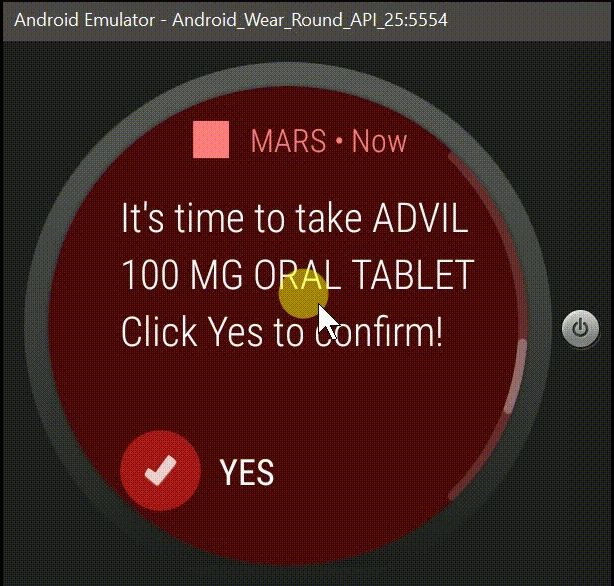 Android Emulator - Android_Wear_Round_API_25:5554
MARS • Now
It's time to take ADVIL
100 MG ORAL TABLET
Click Yes to confirm!
YES